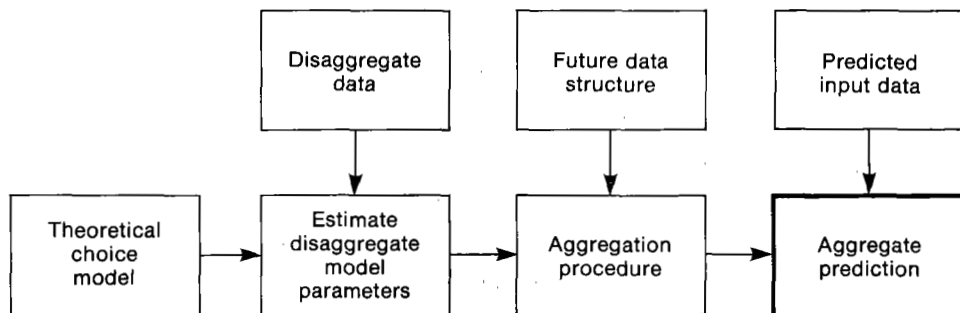 Disaggregate
data
Future data
structure
Predicted
input data
Theoretical
choice
model
Estimate
disaggregate
model
parameters
Aggregation
procedure
Aggregate
prediction